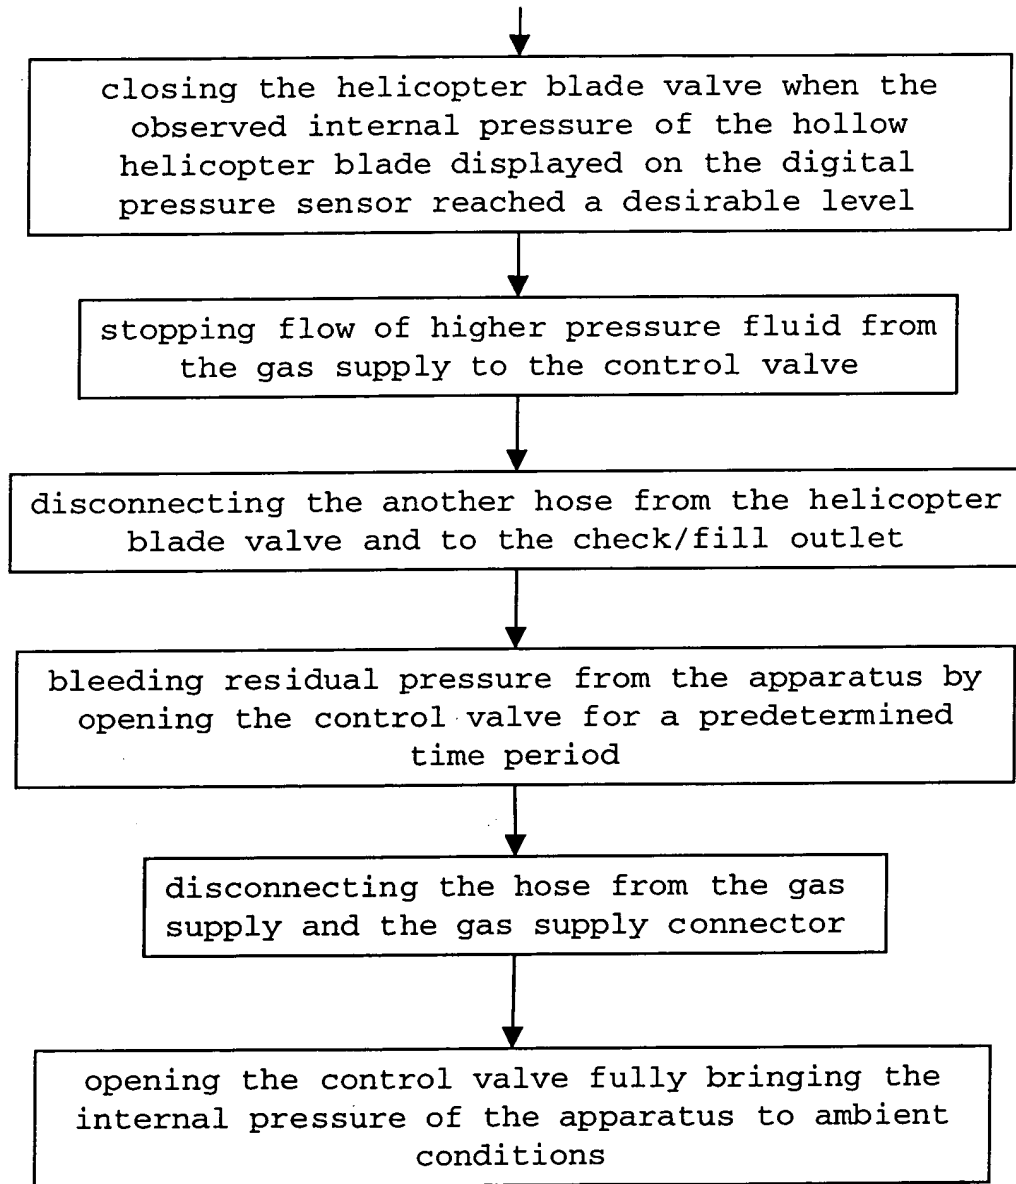 closing the helicopter blade valve when the
observed internal pressure of the hollow
helicopter blade displayed on the digital
pressure sensor reached a desirable level
stopping flow of higher pressure fluid from
the gas supply to the control valve
disconnecting the another hose from the helicopter
blade valve and to the check/fill outlet
bleeding residual pressure from the apparatus by
opening the control valve for a predetermined
time period
disconnecting the hose from the gas
supply and the gas supply connector
opening the control valve fully bringing the
internal pressure of the apparatus to ambient
conditions